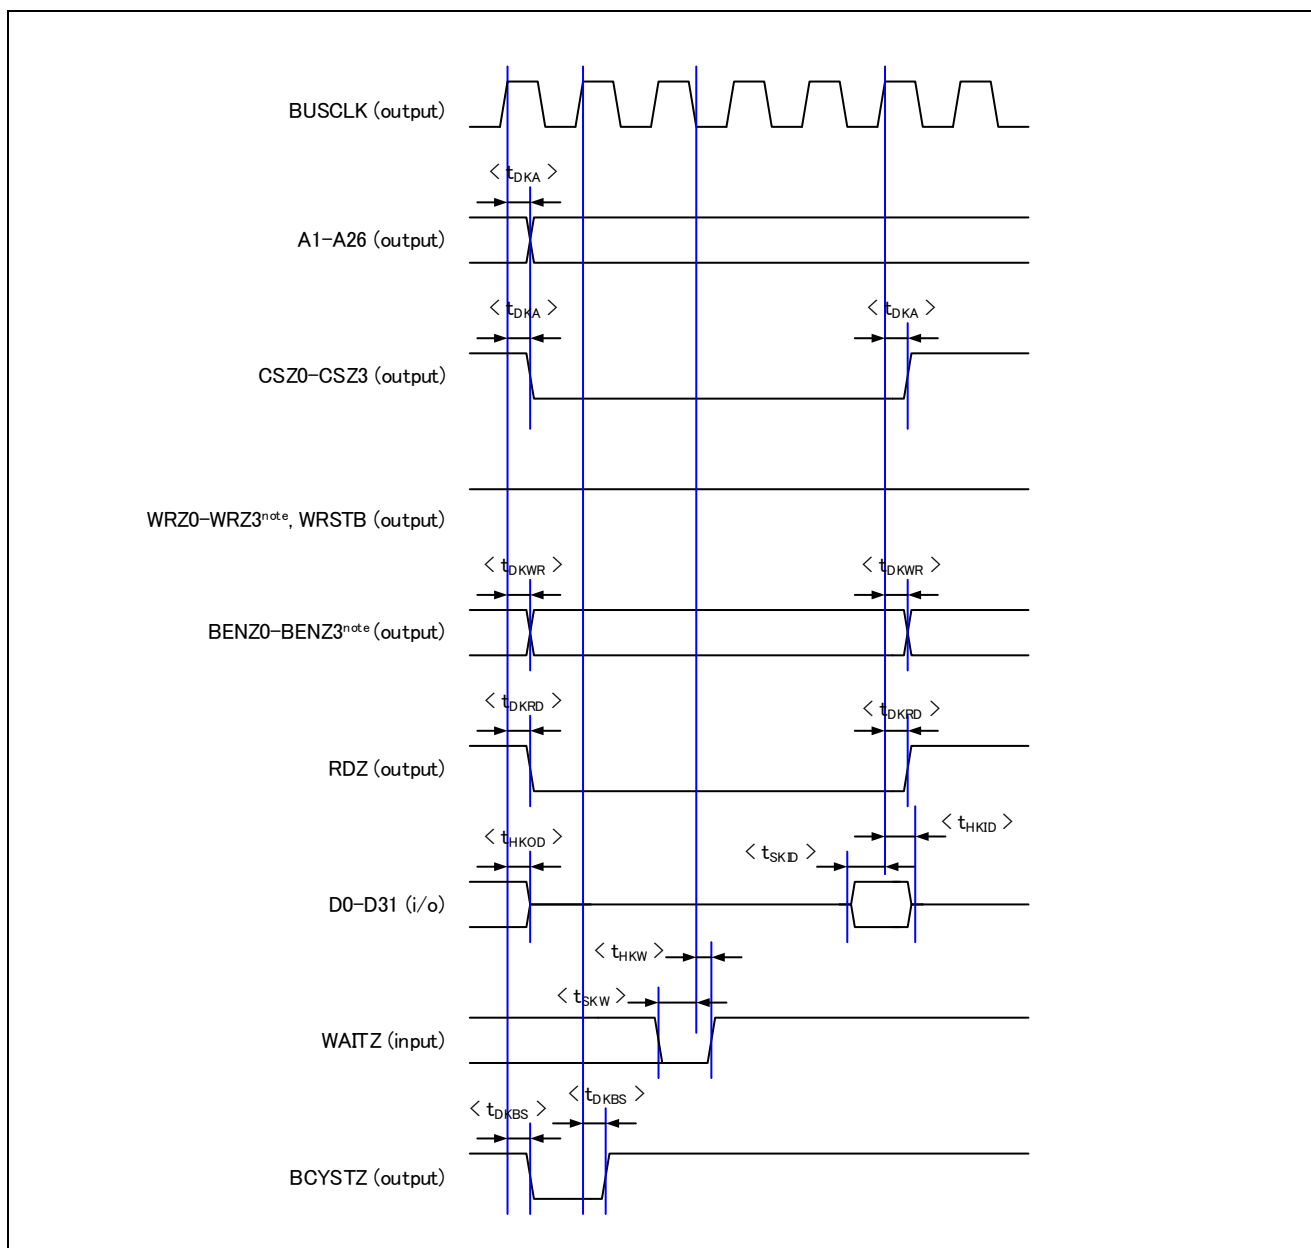 BUSCLK (output)
< tDKA >
A1-A26 (output)
< tDKA > < tDKA >
CSZ0-CSZ3 (output)
WRZ0-WRZ3note, WRSTB (output)
< tDKWR > < tDKWR >
BENZ0-BENZ3note (output)
< tDKRD > < tDKRD >
RDZ (output)
< tHKID >
< tHKOD > < tSKID >
D0-D31 (i/o)
< tHKW >
< tSKW >
WAITZ (input)
< tDKBS >
< tDKBS >
BCYSTZ (output)